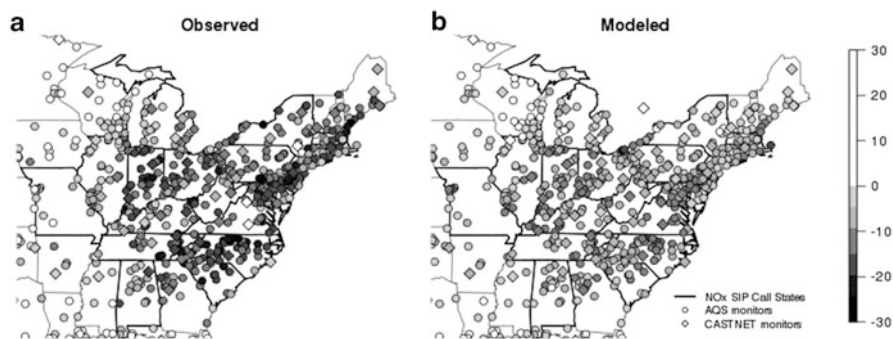 a
Observed
b
Modeled
30
20
10
0
-10
-20
-30
NOx SIP Call States
AQS monitors
CASTNET monitors